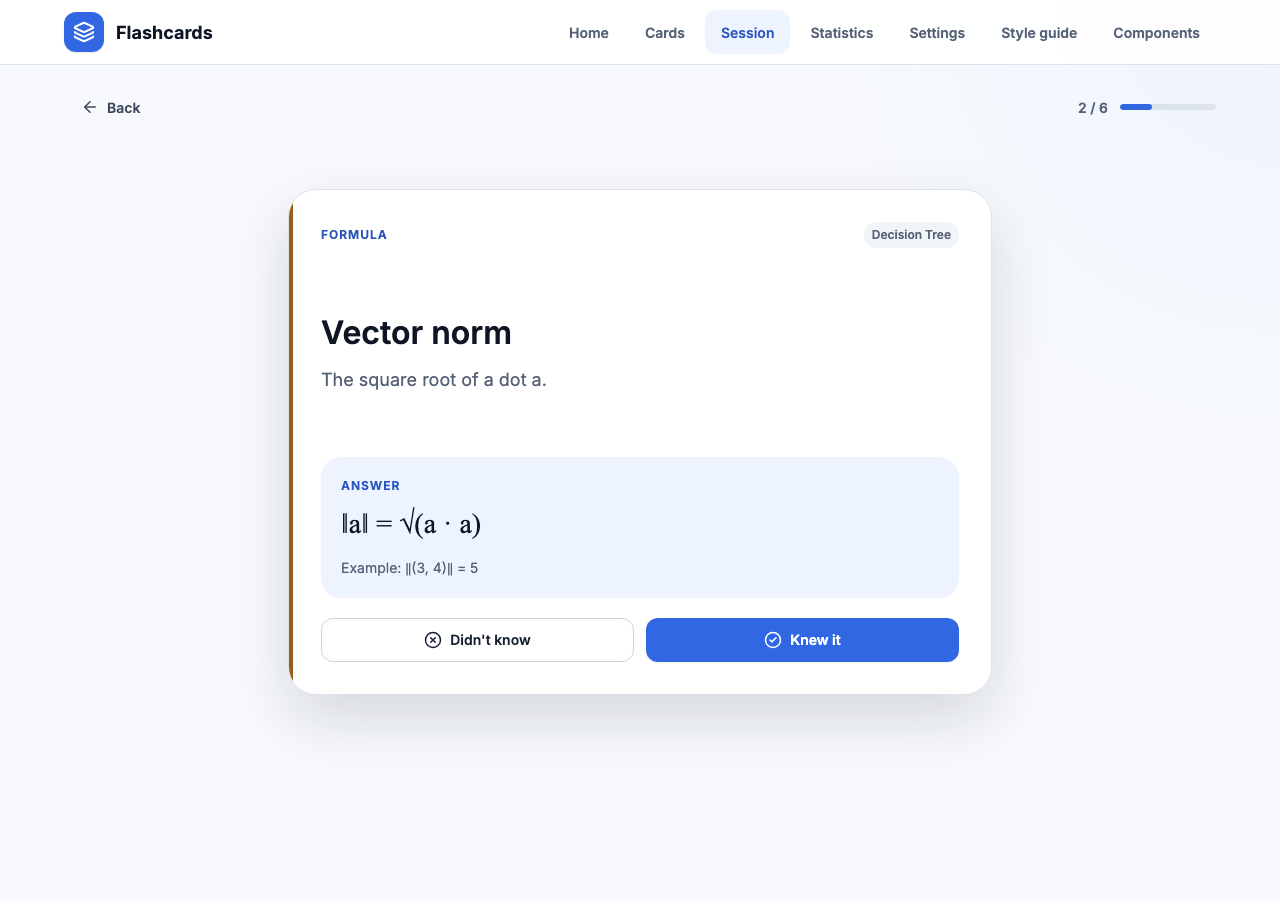 Flashcards
Home
Cards
Session
Statistics
Settings
Style guide
Components
Back
2 / 6
FORMULA
Decision Tree
Vector norm
The square root of a dot a.
ANSWER
‖a‖ = √(a · a)
Example: ‖(3, 4)‖ = 5
Didn't know
Knew it